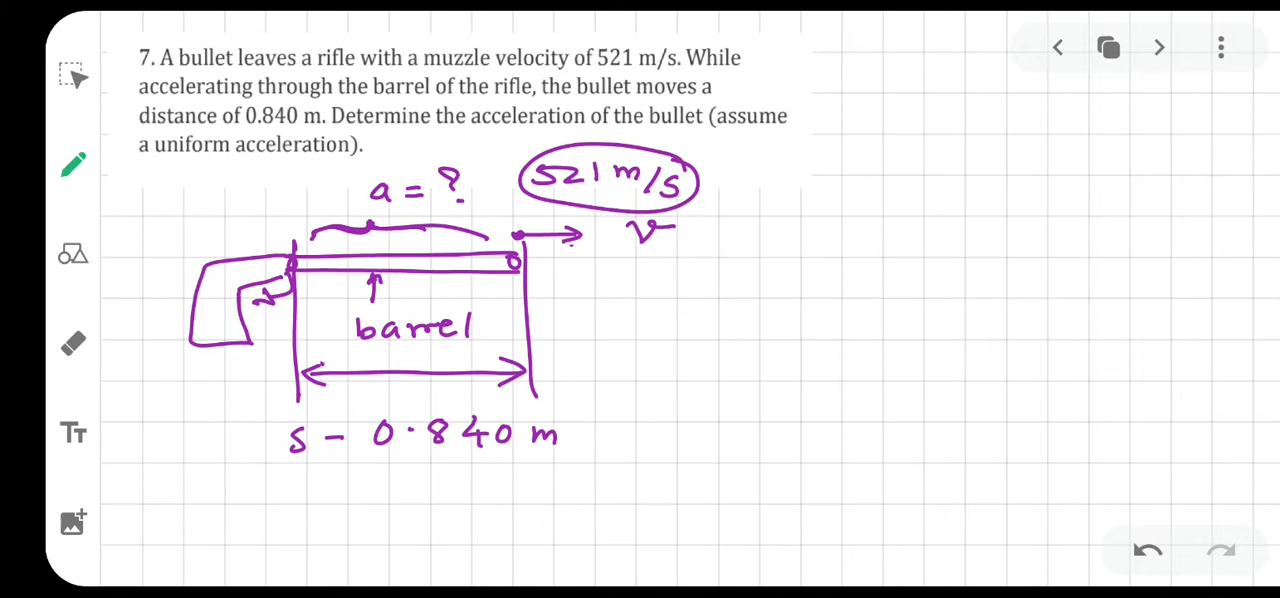 7. A bullet leaves a rifle with a muzzle velocity of 521 m/s. While
accelerating through the barrel of the rifle, the bullet moves a
distance of 0.840 m. Determine the acceleration of the bullet (assume
a uniform acceleration).
a = ?
521 m/s
v
barrel
s - 0.840 m
Tт